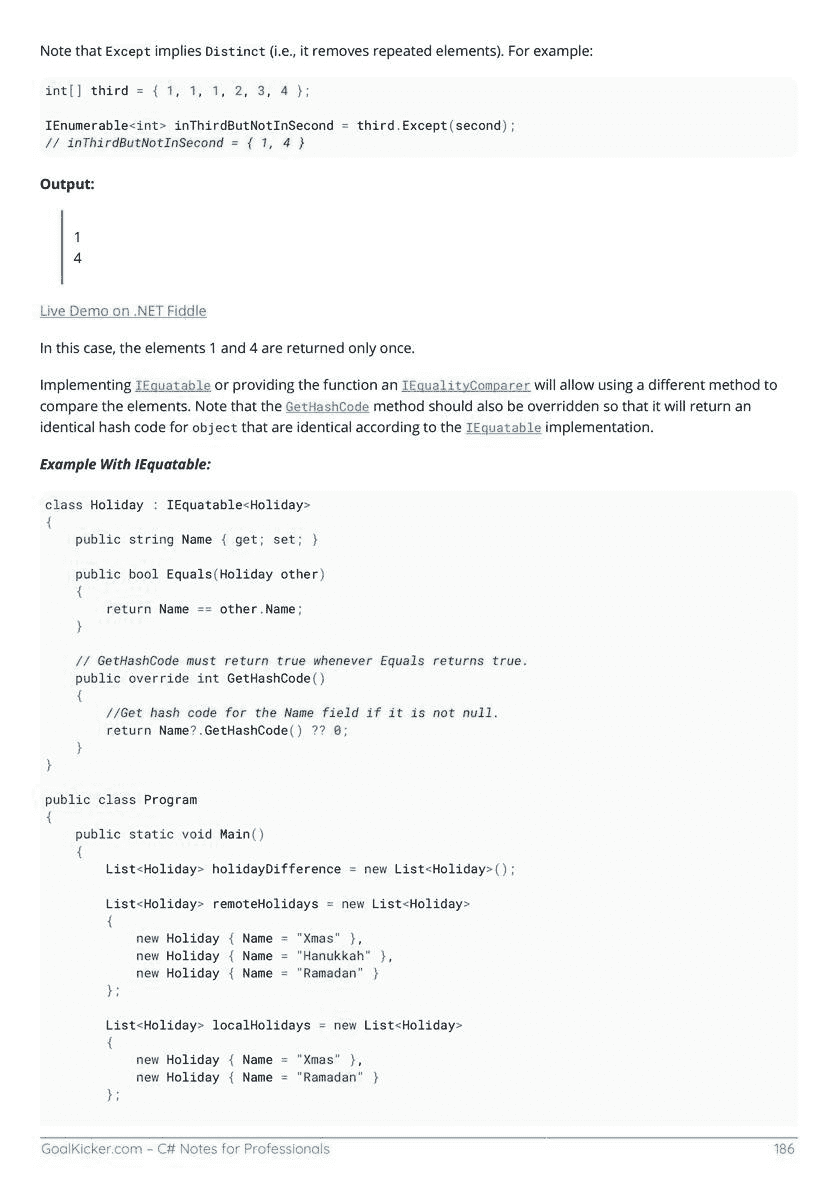 Note that Except implies Distinct (i.e., it removes repeated elements). For example:
int[] third = { 1, 1, 1, 2, 3, 4 };
IEnumerable<int> inThirdButNotInSecond = third.Except(second);
// inThirdButNotInSecond = { 1, 4 }
Output:
1
4
Live Demo on .NET Fiddle
In this case, the elements 1 and 4 are returned only once.
Implementing IEquatable or providing the function an IEqualityComparer will allow using a different method to
compare the elements. Note that the GetHashCode method should also be overridden so that it will return an
identical hash code for object that are identical according to the IEquatable implementation.
Example With IEquatable:
class Holiday : IEquatable<Holiday>
{
    public string Name { get; set; }
    public bool Equals(Holiday other)
    {
        return Name == other.Name;
    }
    // GetHashCode must return true whenever Equals returns true.
    public override int GetHashCode()
    {
        //Get hash code for the Name field if it is not null.
        return Name?.GetHashCode() ?? 0;
    }
}
public class Program
{
    public static void Main()
    {
        List<Holiday> holidayDifference = new List<Holiday>();
        List<Holiday> remoteHolidays = new List<Holiday>
        {
            new Holiday { Name = "Xmas" },
            new Holiday { Name = "Hanukkah" },
            new Holiday { Name = "Ramadan" }
        };
        List<Holiday> localHolidays = new List<Holiday>
        {
            new Holiday { Name = "Xmas" },
            new Holiday { Name = "Ramadan" }
        };
GoalKicker.com – C# Notes for Professionals 186